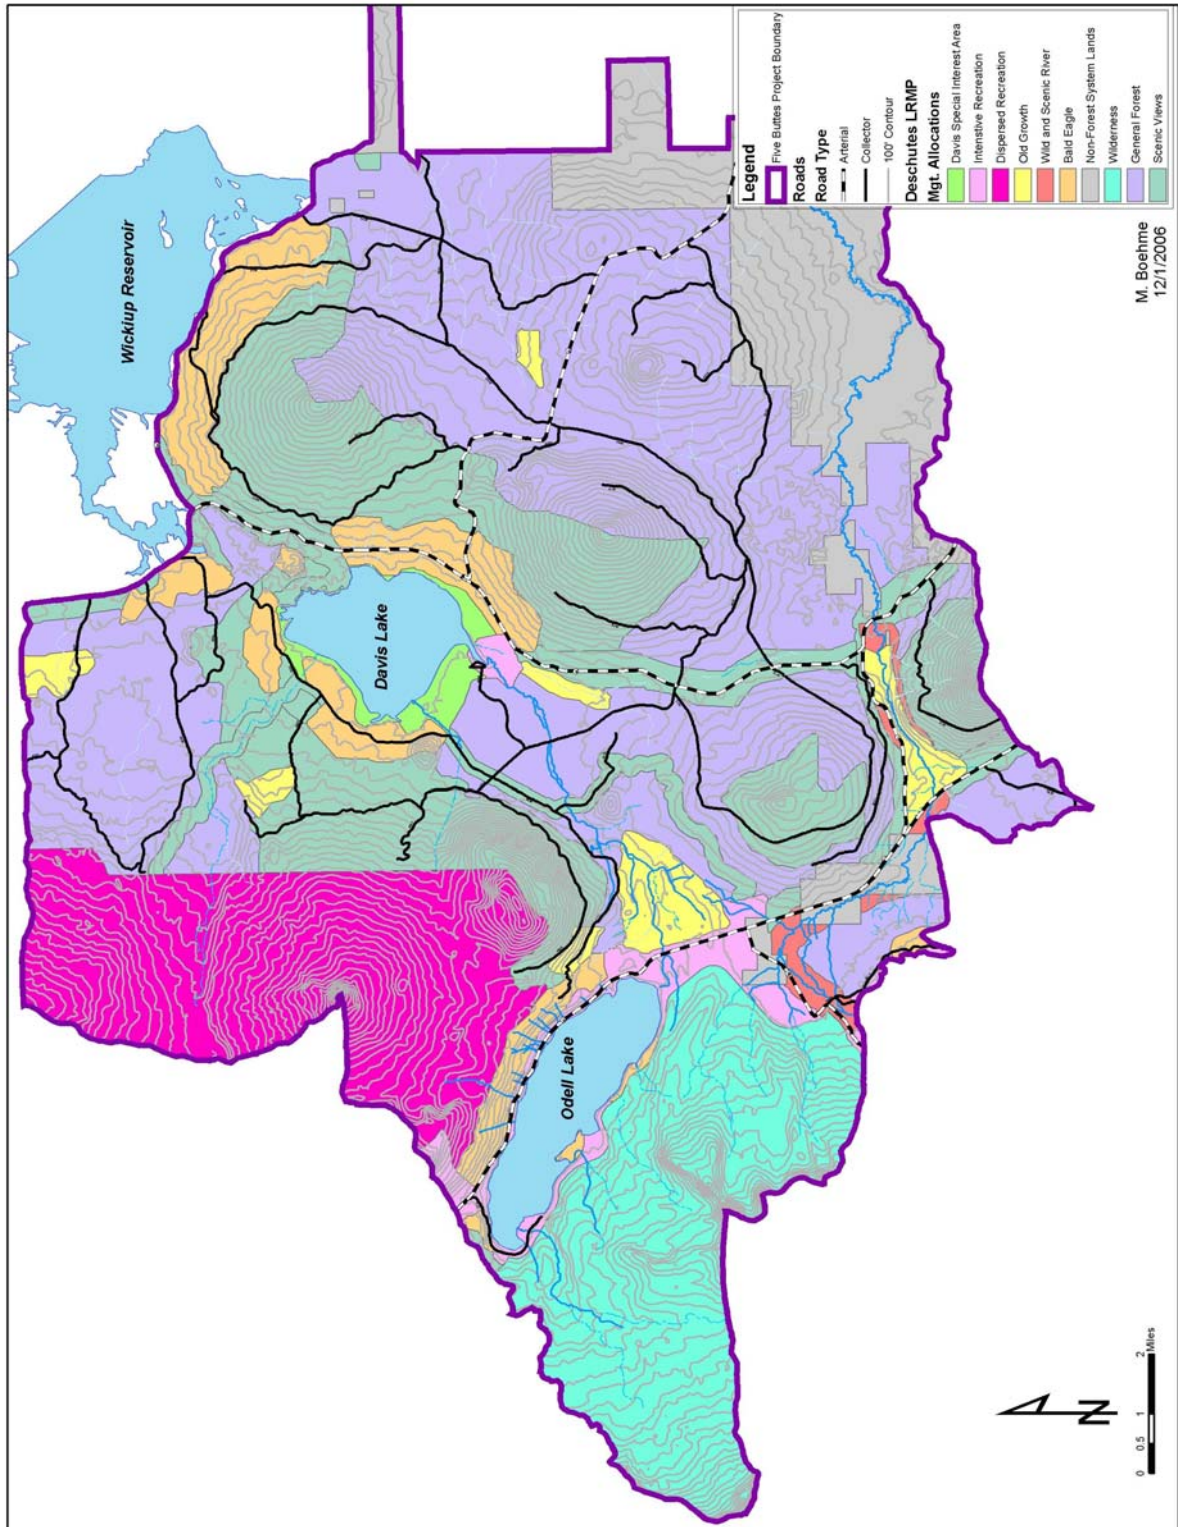 Wickiup Reservoir
Davis Lake
Odell Lake
Legend
Five Buttes Project Boundary
Roads
Road Type
Arterial
Collector
100' Contour
Deschutes LRMP
Mgt. Allocations
Davis Special Interest Area
Intenstive Recreation
Dispersed Recreation
Old Growth
Wild and Scenic River
Bald Eagle
Non-Forest System Lands
Wilderness
General Forest
Scenic Views
M. Boehme
12/1/2006
N
0 0.5 1 2
Miles